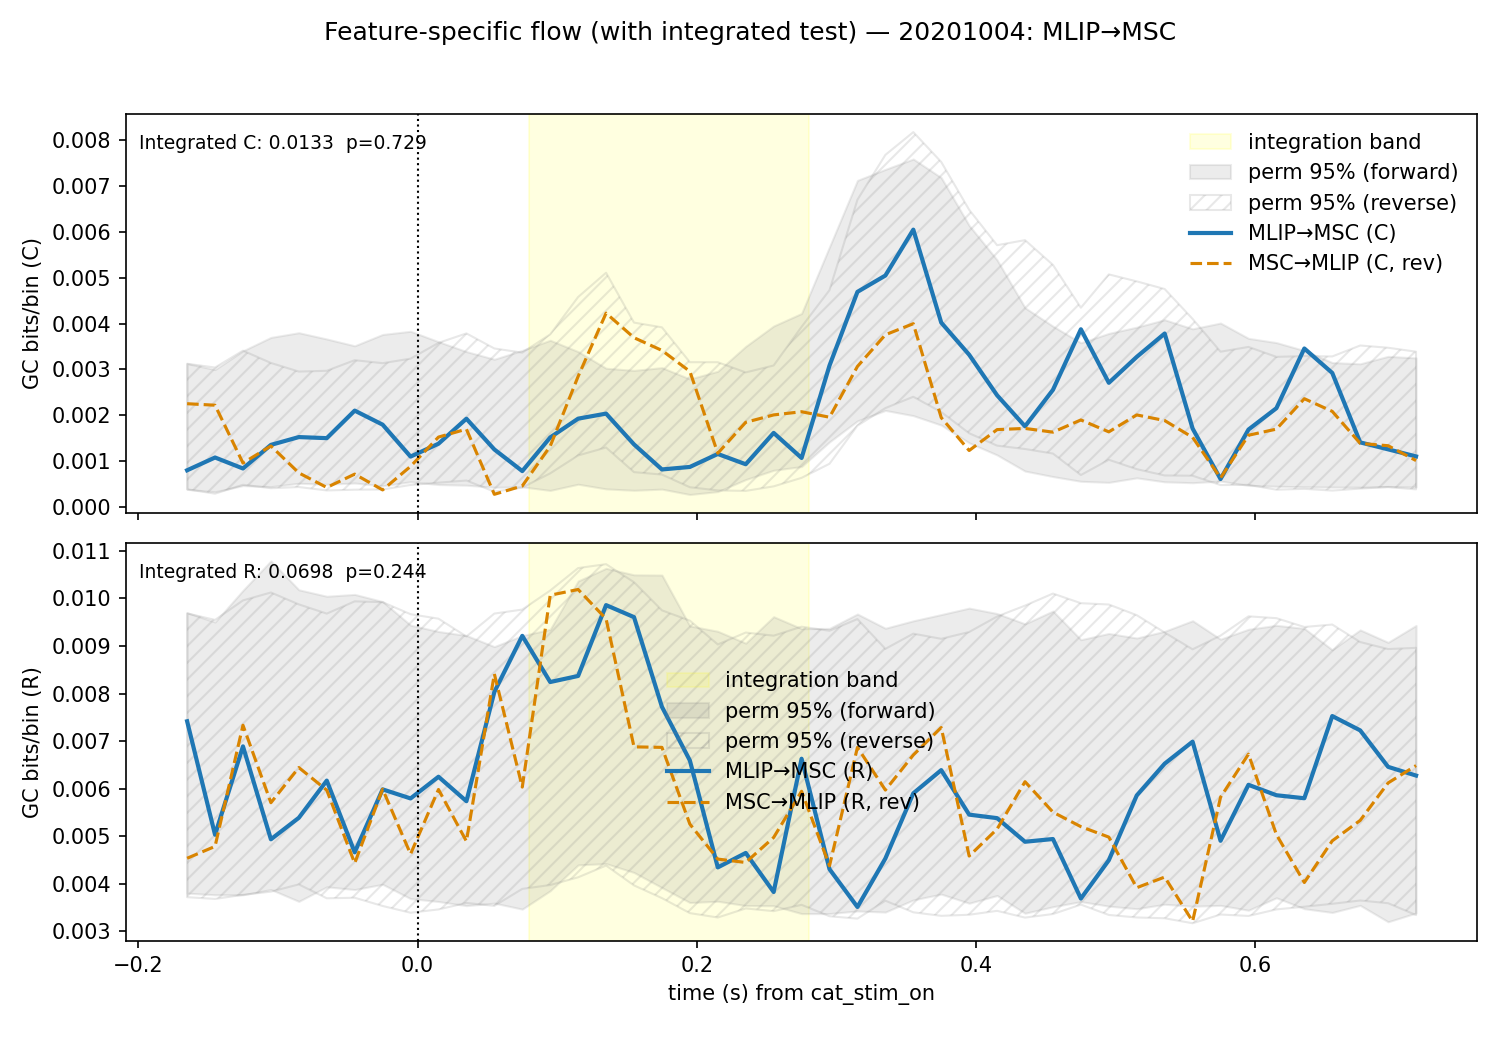 Feature-specific flow (with integrated test) — 20201004: MLIP→MSC
Integrated C: 0.0133  p=0.729
GC bits/bin (C)
0.008
0.007
0.006
0.005
0.004
0.003
0.002
0.001
0.000
integration band
perm 95% (forward)
perm 95% (reverse)
MLIP→MSC (C)
MSC→MLIP (C, rev)
Integrated R: 0.0698  p=0.244
GC bits/bin (R)
0.011
0.010
0.009
0.008
0.007
0.006
0.005
0.004
0.003
integration band
perm 95% (forward)
perm 95% (reverse)
MLIP→MSC (R)
MSC→MLIP (R, rev)
−0.2 0.0 0.2 0.4 0.6
time (s) from cat_stim_on